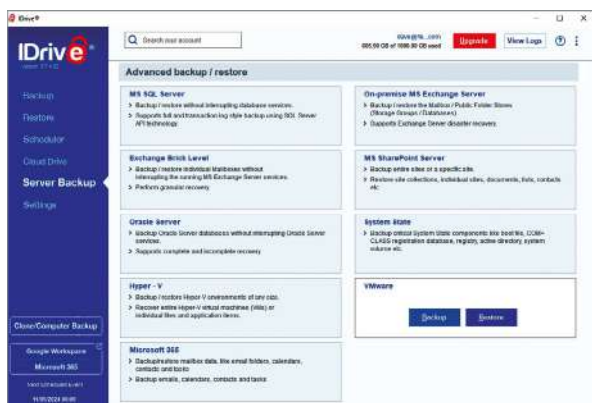 IDrive®
IDrive®
Search your account
Upgrade
View Logs
Backup
Restore
Scheduler
Cloud Drive
Server Backup
Settings
Clone/Computer Backup
Google Workspace
Microsoft 365
Advanced backup / restore
MS SQL Server
> Backup / restore without interrupting database services.
> Supports full and transaction log style backup using SQL Server
API technology
On-premise MS Exchange Server
> Backup / restore the Mailbox / Public Folder Stores
(Storage Groups / Databases)
> Supports Exchange Server disaster recovery.
Exchange Brick Level
> Backup / restore individual Mailboxes without
interrupting the running MS Exchange Server services.
> Perform granular recovery
MS SharePoint Server
> Backup entire sites or a specific site.
> Restore site collections, individual sites, documents, lists, contacts
etc
Oracle Server
> Backup Oracle Server databases without interrupting Oracle Server
services.
> Supports complete and incomplete recovery
System State
> Backup critical System State components like boot file, COM+
CLASS registration database, registry, active directory, system
volume etc.
Hyper - V
> Backup / restore Hyper-V environments of any size.
> Recover entire Hyper-V virtual machines (VMs) or
individual files and application items.
VMware
Backup
Restore
Microsoft 365
> Backup/restore mailbox data, like email folders, calendars,
contacts and tasks
> Backup emails, calendars, contacts and tasks